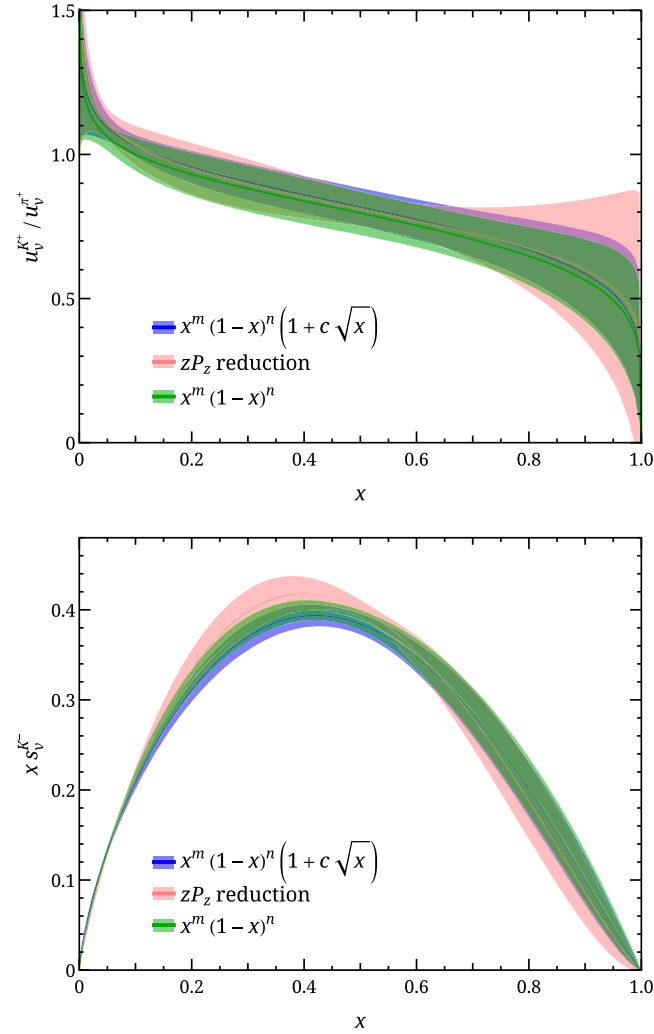 1.5
1.0
0.5
0
u_v^{K^+} / u_v^{π^+}
x^m (1 − x)^n (1 + c √x)
zP_z reduction
x^m (1 − x)^n
0 0.2 0.4 0.6 0.8 1.0
x
0.4
0.3
0.2
0.1
0
x s_v^{K^-}
x^m (1 − x)^n (1 + c √x)
zP_z reduction
x^m (1 − x)^n
0 0.2 0.4 0.6 0.8 1.0
x